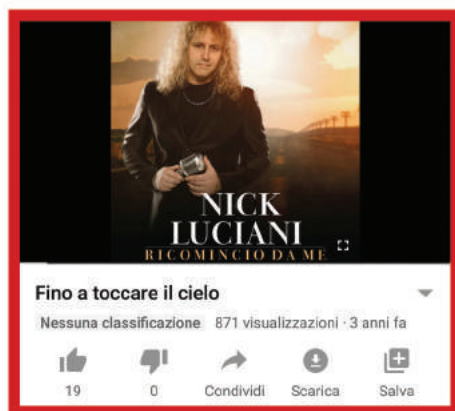 NICK
LUCIANI
RICOMINCIO DA ME
Fino a toccare il cielo
Nessuna classificazione 871 visualizzazioni · 3 anni fa
19 0 Condividi Scarica Salva